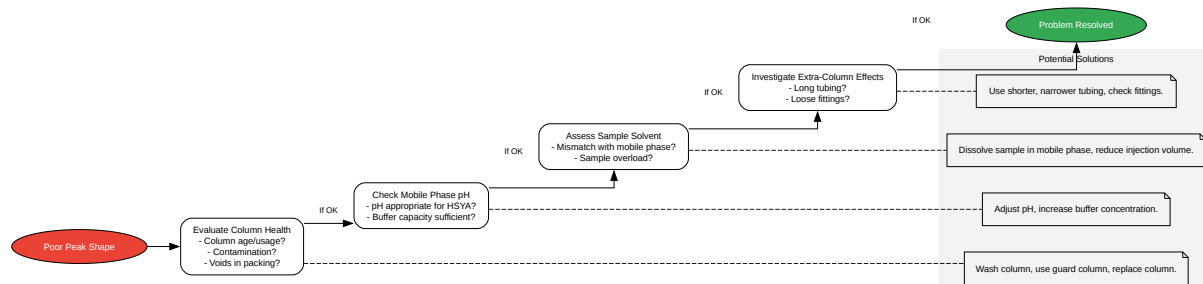 Poor Peak Shape
Evaluate Column Health
- Column age/usage?
- Contamination?
- Voids in packing?
If OK
Check Mobile Phase pH
- pH appropriate for HSYA?
- Buffer capacity sufficient?
If OK
Assess Sample Solvent
- Mismatch with mobile phase?
- Sample overload?
If OK
Investigate Extra-Column Effects
- Long tubing?
- Loose fittings?
If OK
Problem Resolved
Potential Solutions
Use shorter, narrower tubing, check fittings.
Dissolve sample in mobile phase, reduce injection volume.
Adjust pH, increase buffer concentration.
Wash column, use guard column, replace column.